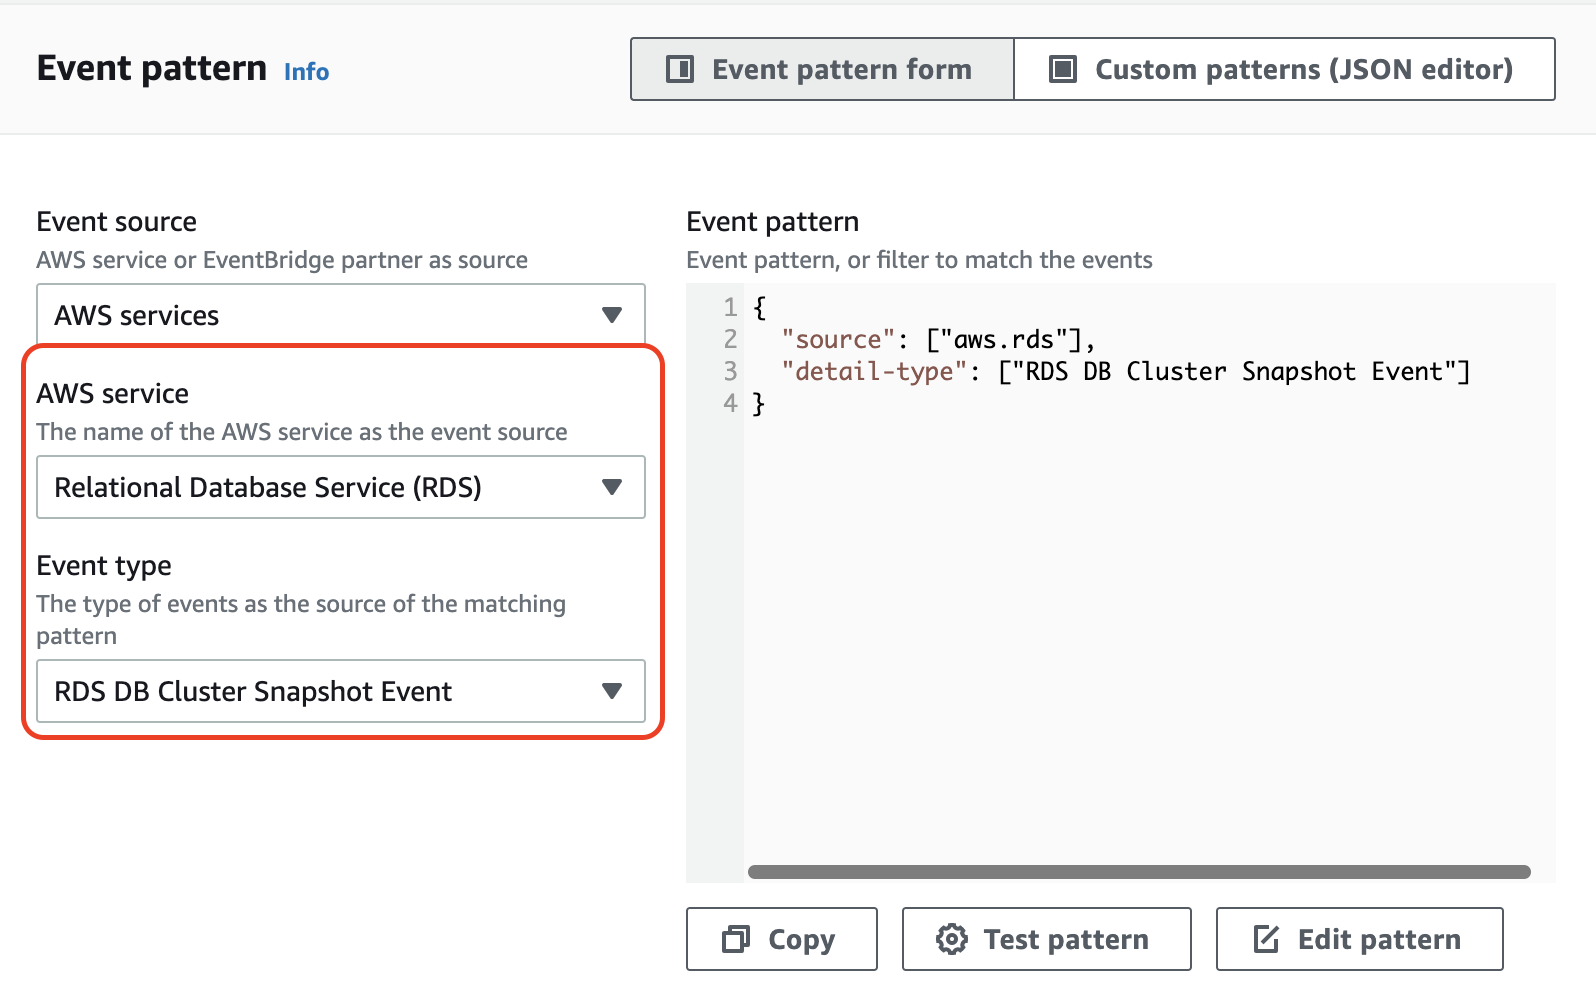 Event pattern Info
Event pattern form
Custom patterns (JSON editor)
Event source
AWS service or EventBridge partner as source
AWS services
AWS service
The name of the AWS service as the event source
Relational Database Service (RDS)
Event type
The type of events as the source of the matching
pattern
RDS DB Cluster Snapshot Event
Event pattern
Event pattern, or filter to match the events
1 {
2   "source": ["aws.rds"],
3   "detail-type": ["RDS DB Cluster Snapshot Event"]
4 }
Copy
Test pattern
Edit pattern